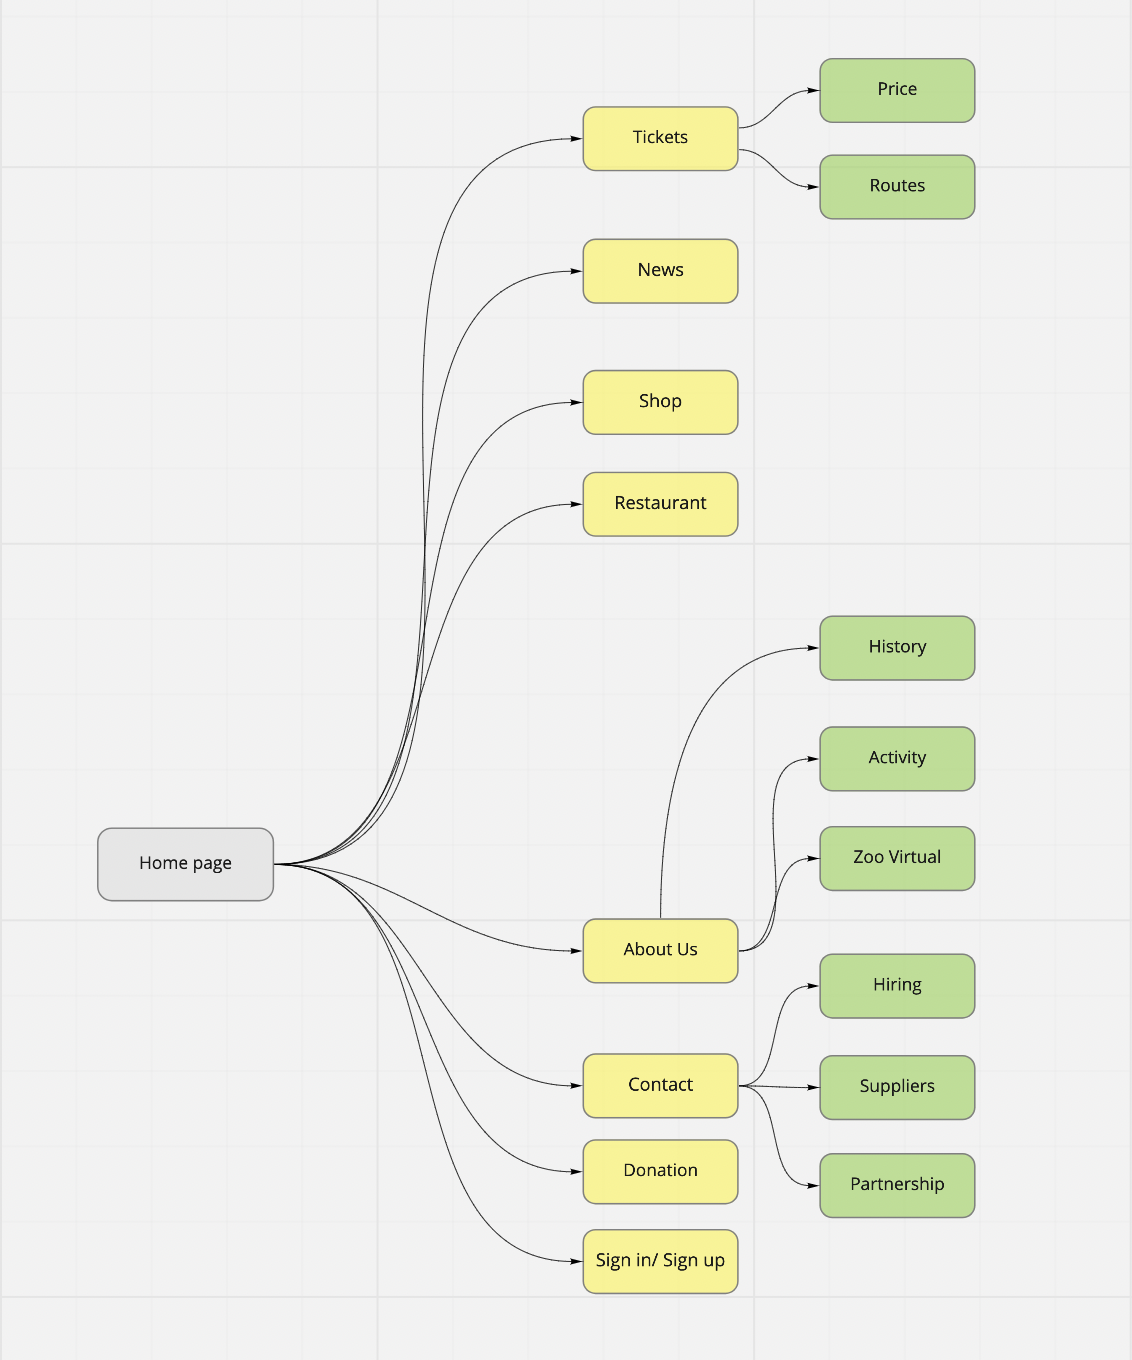 Price
Tickets
Routes
News
Shop
Restaurant
History
Activity
Home page
Zoo Virtual
About Us
Hiring
Contact
Suppliers
Donation
Partnership
Sign in/ Sign up